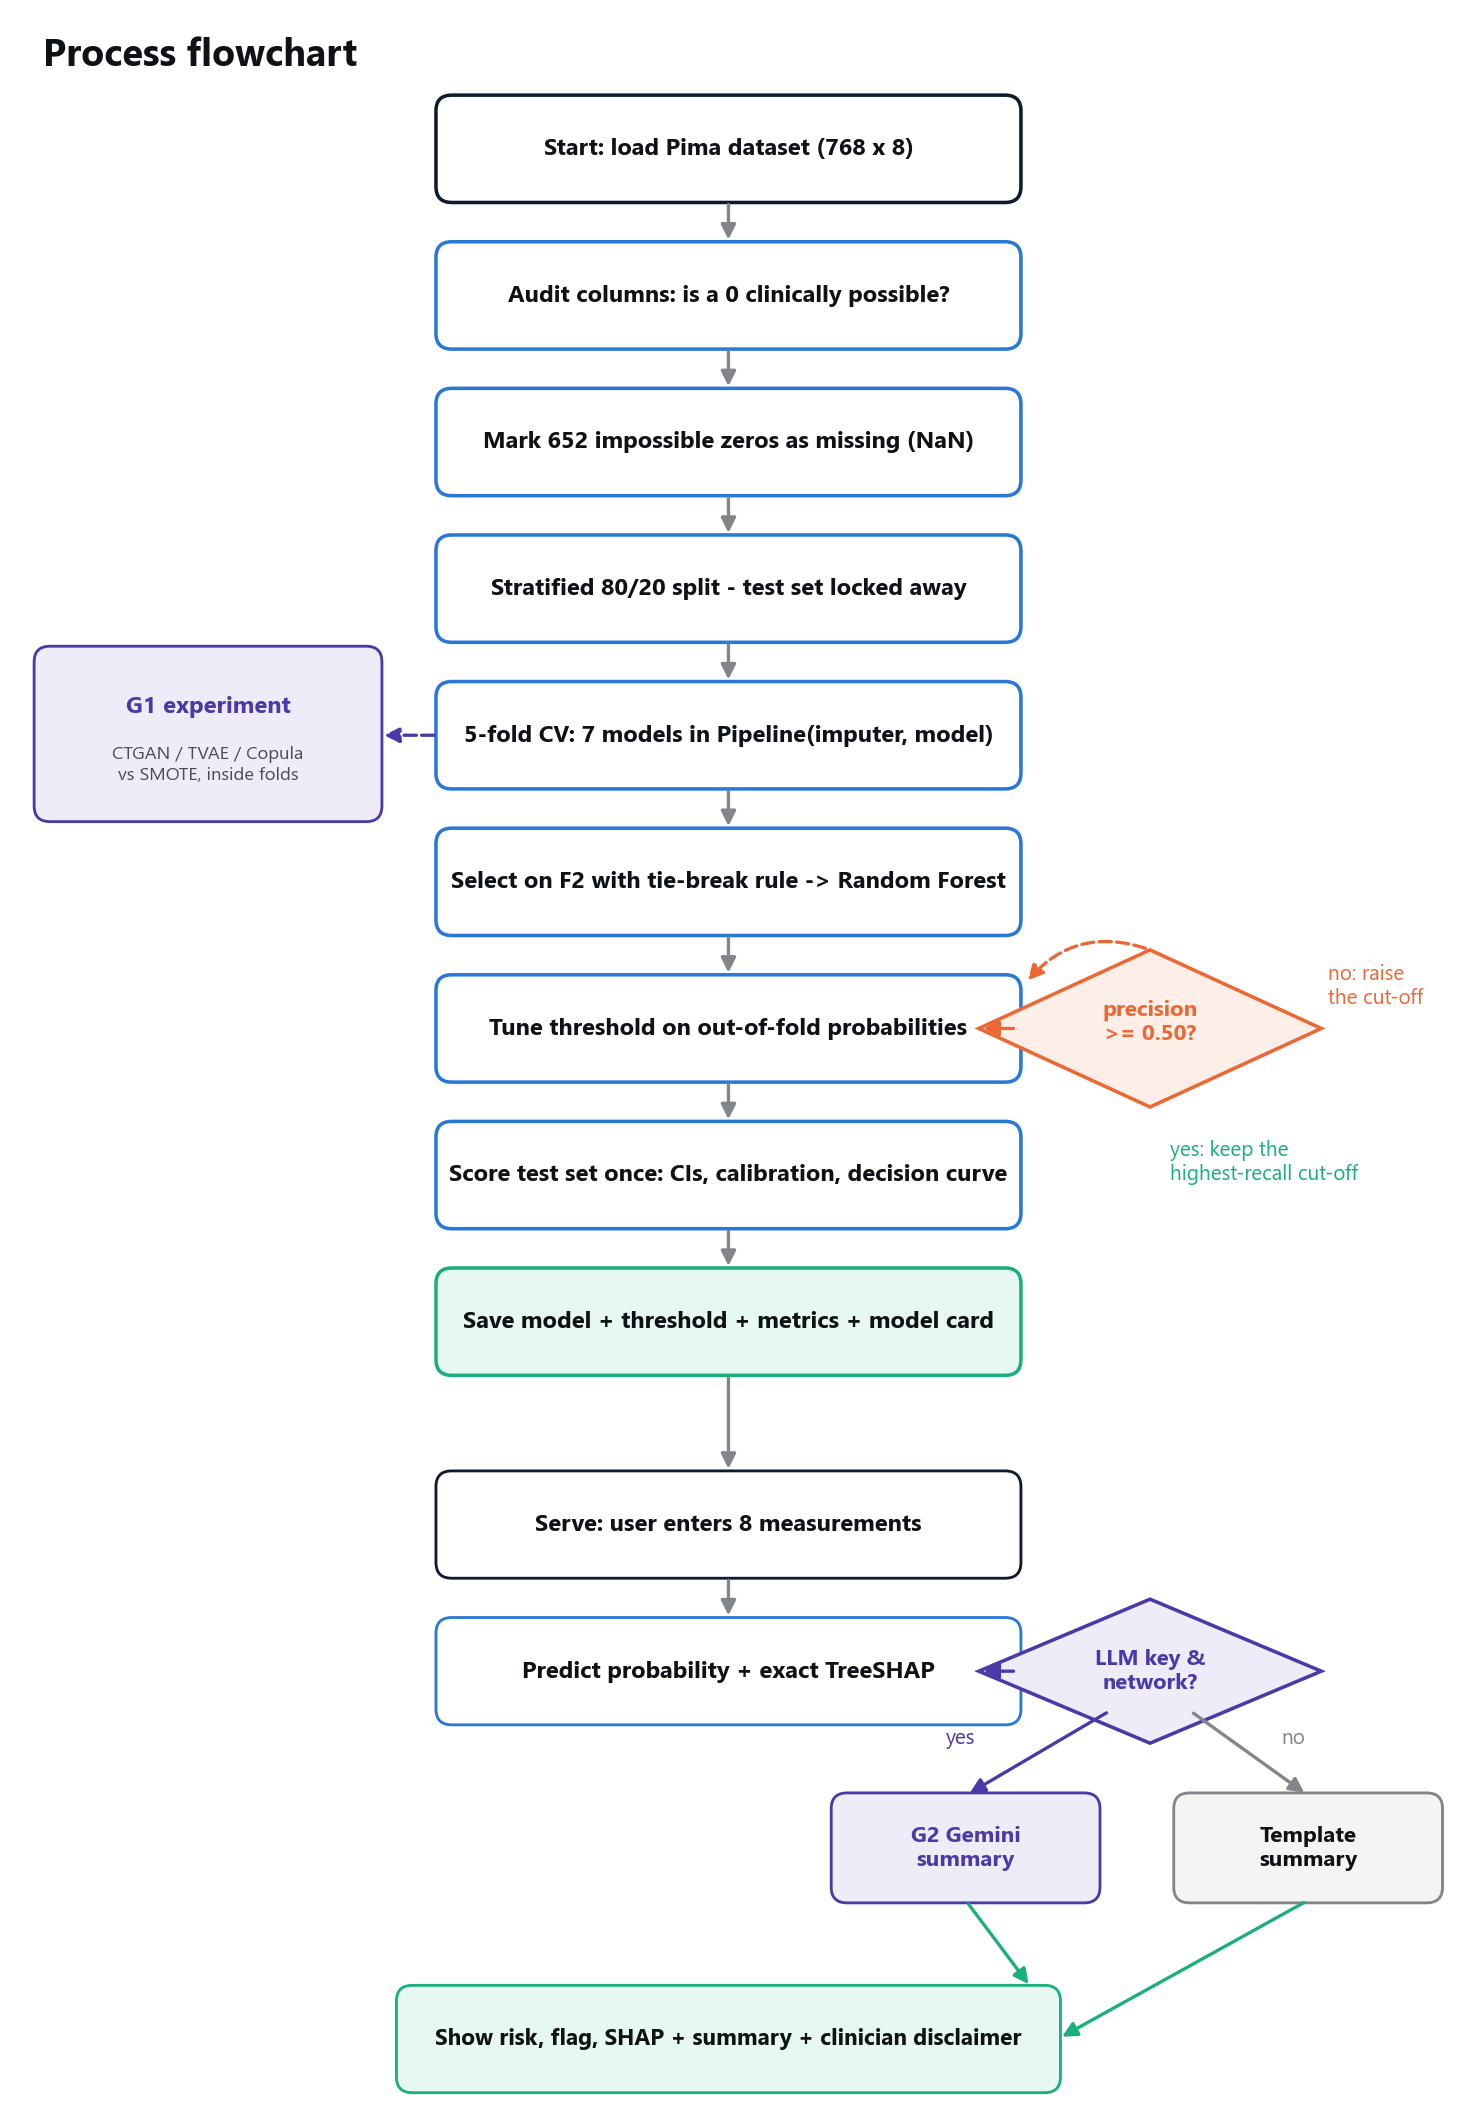 Process flowchart
Start: load Pima dataset (768 x 8)
Audit columns: is a 0 clinically possible?
Mark 652 impossible zeros as missing (NaN)
Stratified 80/20 split - test set locked away
G1 experiment
CTGAN / TVAE / Copula
vs SMOTE, inside folds
5-fold CV: 7 models in Pipeline(imputer, model)
Select on F2 with tie-break rule -> Random Forest
Tune threshold on out-of-fold probabilities
precision
>= 0.50?
no: raise
the cut-off
yes: keep the
highest-recall cut-off
Score test set once: CIs, calibration, decision curve
Save model + threshold + metrics + model card
Serve: user enters 8 measurements
Predict probability + exact TreeSHAP
LLM key &
network?
yes
no
G2 Gemini
summary
Template
summary
Show risk, flag, SHAP + summary + clinician disclaimer